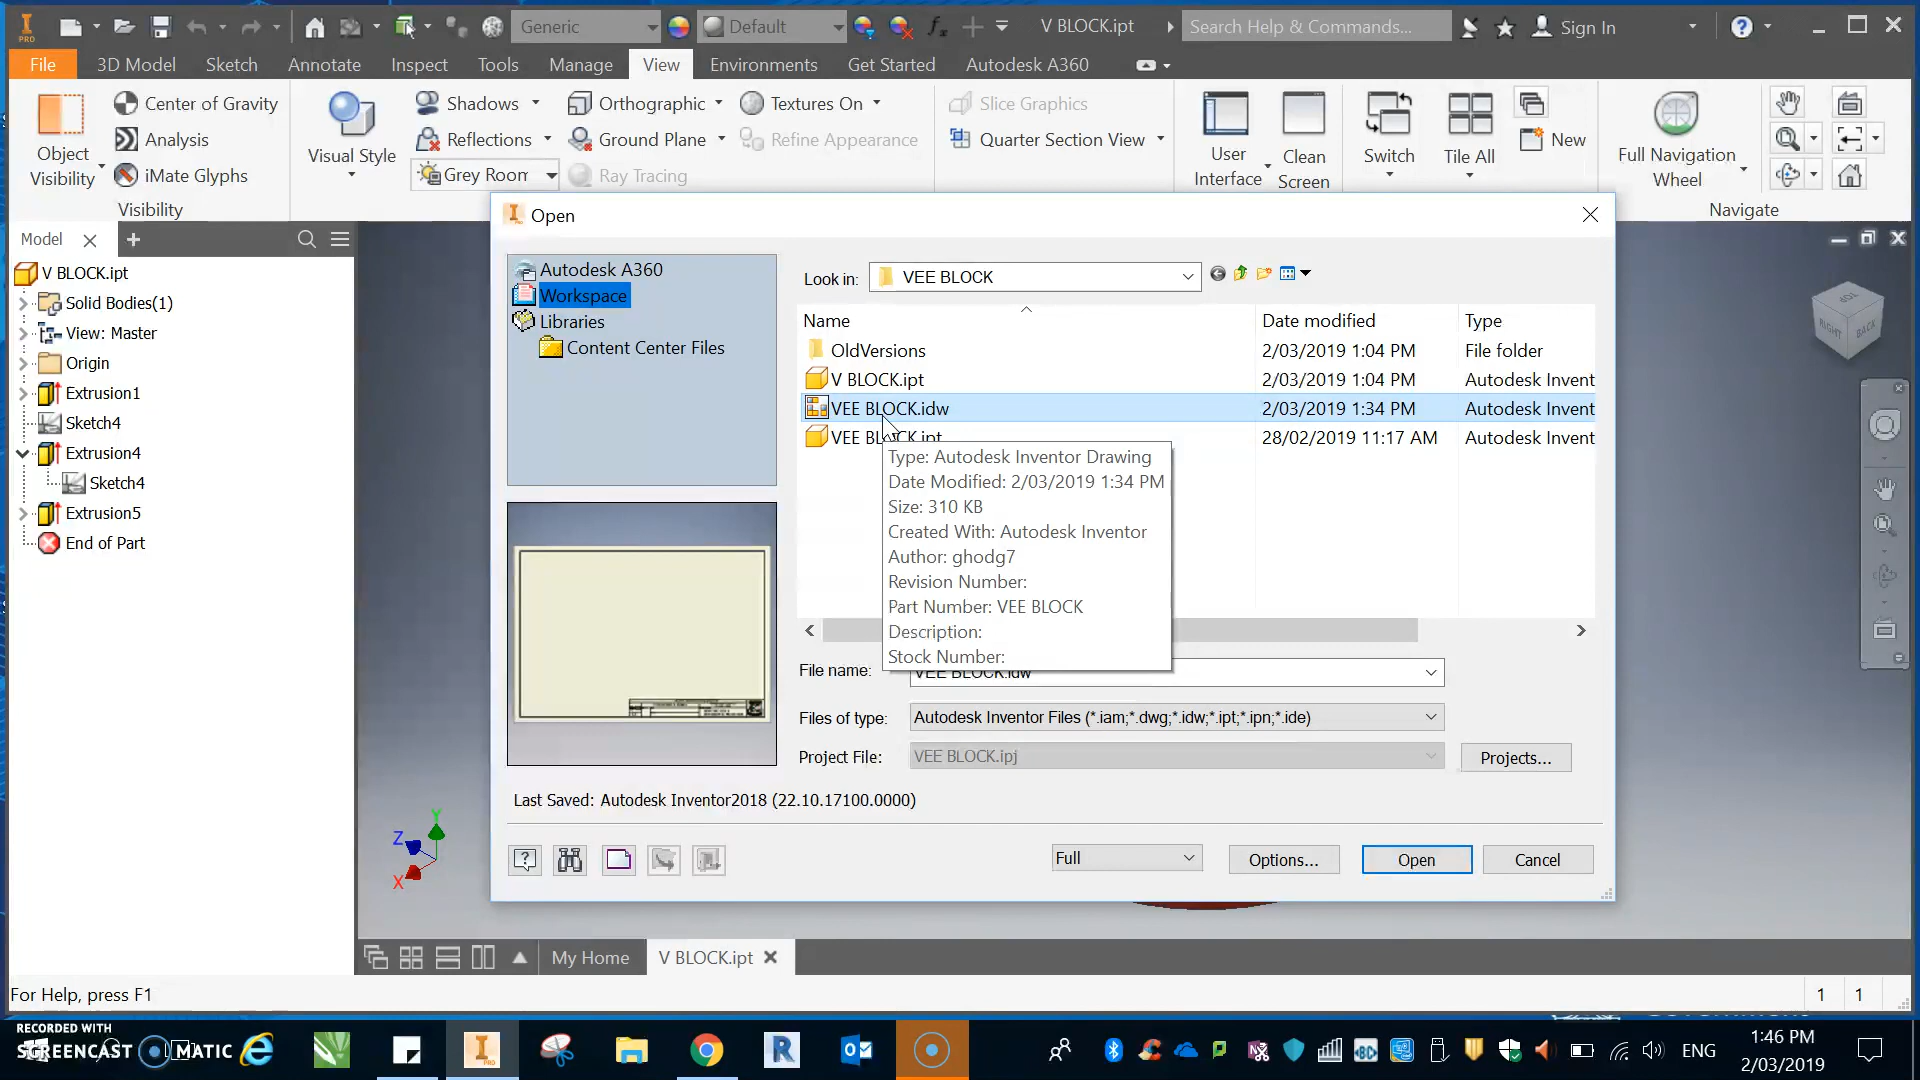 PRO
Generic
Default
V BLOCK.ipt
Search Help & Commands...
Sign In
File
3D Model
Sketch
Annotate
Inspect
Tools
Manage
View
Environments
Get Started
Autodesk A360
Object
Visibility
Center of Gravity
Analysis
iMate Glyphs
Visibility
Visual Style
Shadows
Reflections
Grey Room
Orthographic
Ground Plane
Ray Tracing
Textures On
Refine Appearance
Slice Graphics
Quarter Section View
User
Interface
Clean
Screen
Switch
Tile All
New
Full Navigation
Wheel
Navigate
Model
V BLOCK.ipt
Solid Bodies(1)
View: Master
Origin
Extrusion1
Sketch4
Extrusion4
Sketch4
Extrusion5
End of Part
Open
Autodesk A360
Workspace
Libraries
Content Center Files
Look in:
VEE BLOCK
Name
Date modified
Type
OldVersions
2/03/2019 1:04 PM
File folder
V BLOCK.ipt
2/03/2019 1:04 PM
Autodesk Invent
VEE BLOCK.idw
2/03/2019 1:34 PM
Autodesk Invent
VEE BLOCK.ipt
28/02/2019 11:17 AM
Autodesk Invent
Type: Autodesk Inventor Drawing
Date Modified: 2/03/2019 1:34 PM
Size: 310 KB
Created With: Autodesk Inventor
Author: ghodg7
Revision Number:
Part Number: VEE BLOCK
Description:
Stock Number:
File name:
VEE BLOCK.idw
Files of type:
Autodesk Inventor Files (*.iam;*.dwg;*.idw;*.ipt;*.ipn;*.ide)
Project File:
VEE BLOCK.ipj
Projects...
Last Saved: Autodesk Inventor2018 (22.10.17100.0000)
Full
Options...
Open
Cancel
TOP
RIGHT
BACK
Y
Z
X
My Home
V BLOCK.ipt
For Help, press F1
1
1
RECORDED WITH
SCREENCAST MATIC
ENG
1:46 PM
2/03/2019